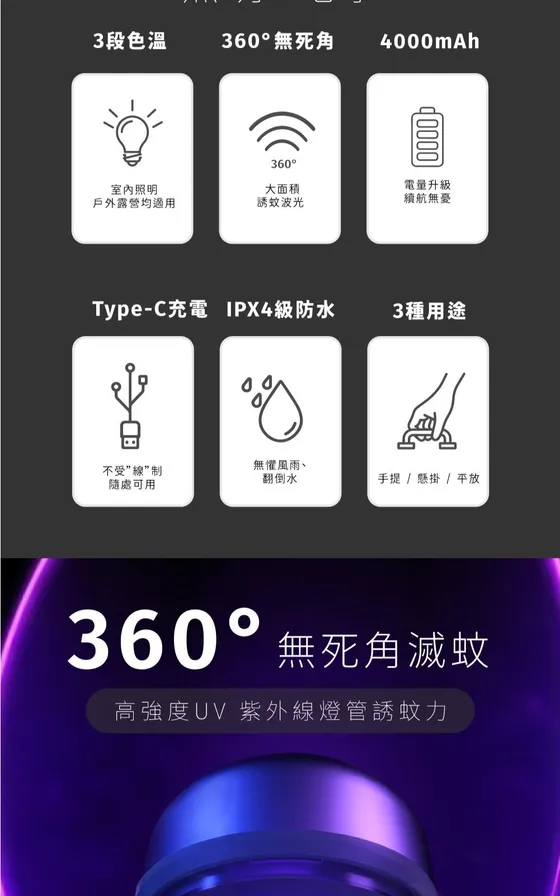 3段色溫
360°無死角
4000mAh
360°
室內照明
戶外露營均適用
大面積
誘蚊波光
電量升級
續航無憂
Type-C充電
IPX4級防水
3種用途
不受”線”制
隨處可用
無懼風雨、
翻倒水
手提 / 懸掛 / 平放
360° 無死角滅蚊
高強度UV 紫外線燈管誘蚊力